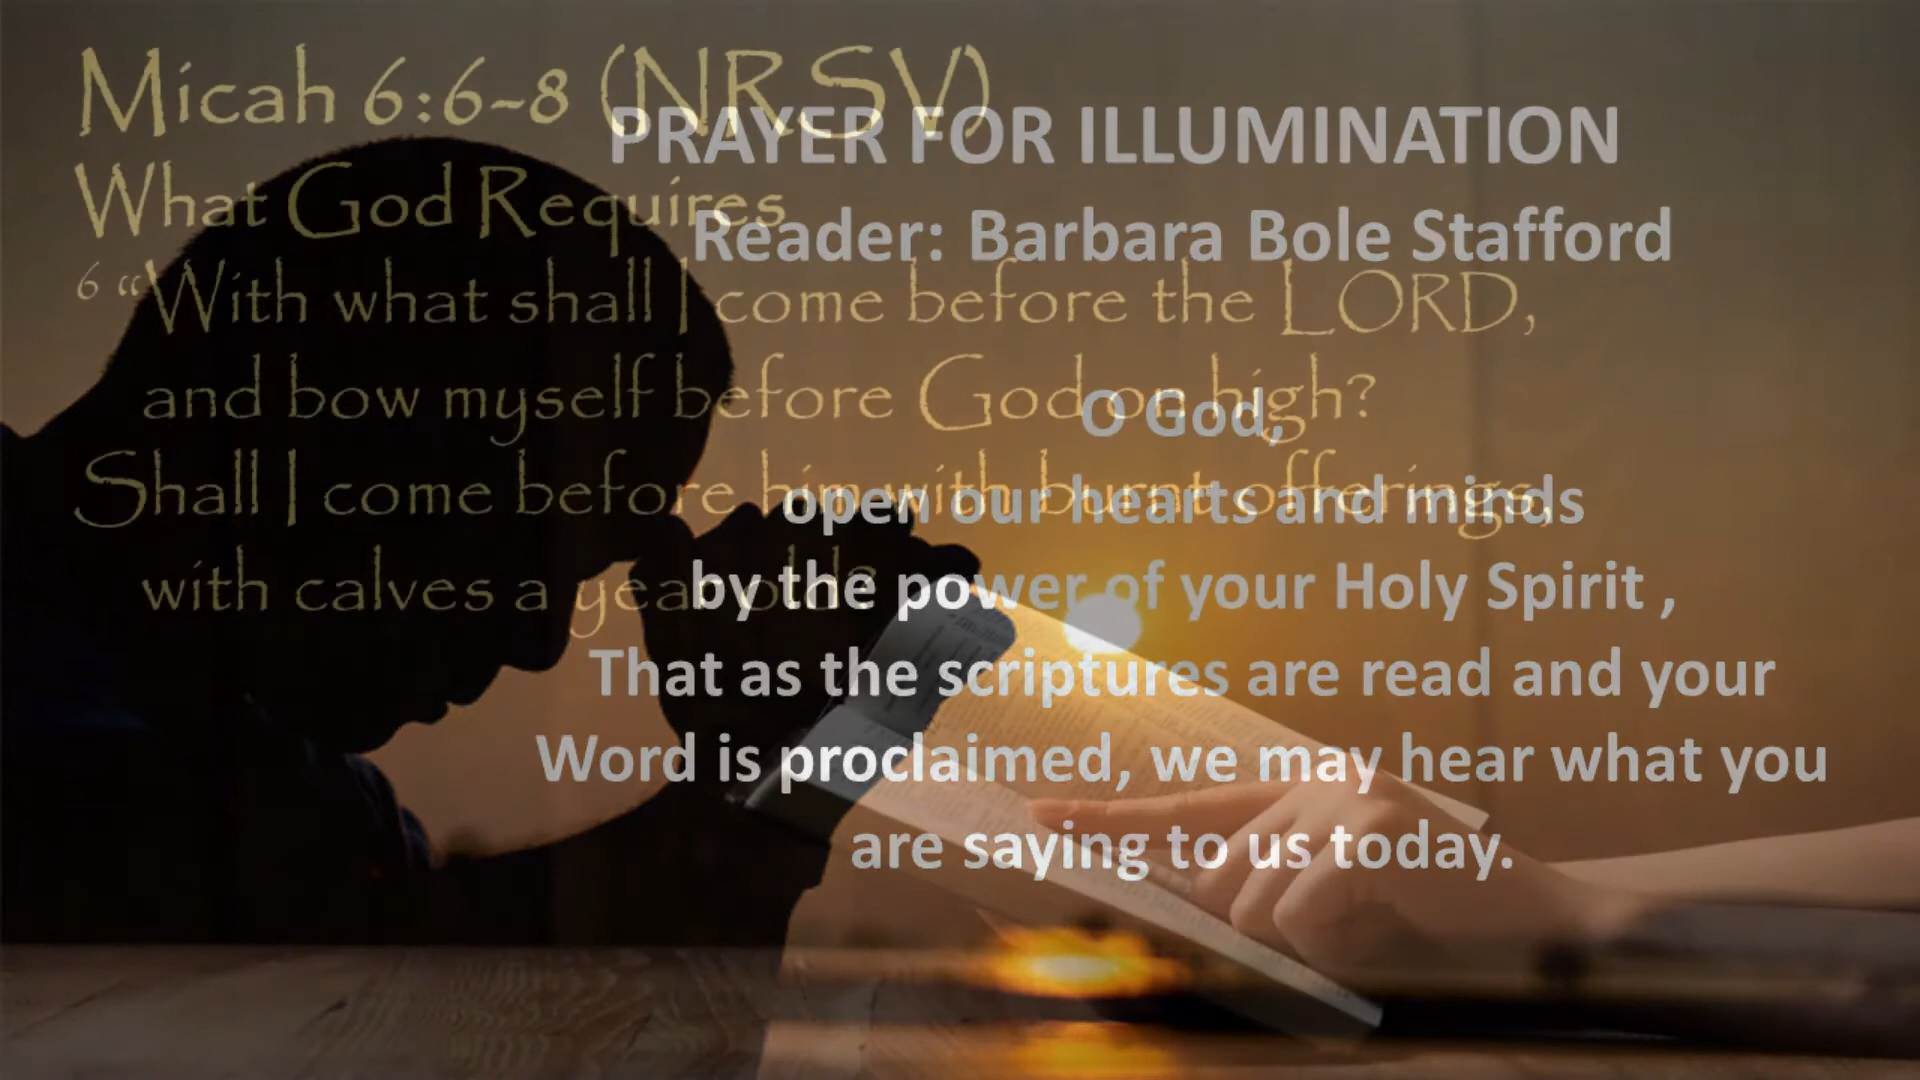 Micah 6:6-8 (NRSV)
What God Requires
6 “With what shall I come before the LORD,
and bow myself before God on high?
Shall I come before him with burnt offerings,
with calves a year old?
PRAYER FOR ILLUMINATION
Reader: Barbara Bole Stafford
O God,
open our hearts and minds
by the power of your Holy Spirit ,
That as the scriptures are read and your
Word is proclaimed, we may hear what you
are saying to us today.